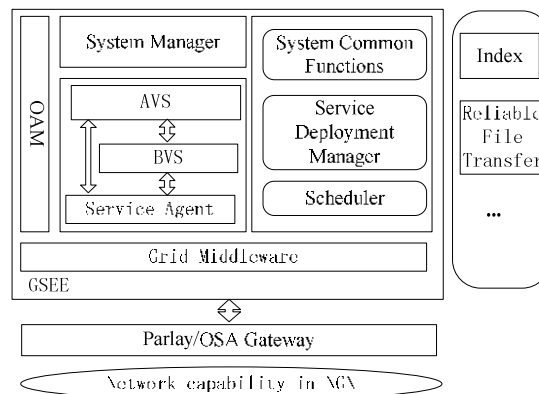 System Manager
System Common
Functions
Index
OAM
AVS
Service
Deployment
Manager
Reliable
File
Transfer
BVS
Service Agent
Scheduler
...
Grid Middleware
GSEE
Parlay/OSA Gateway
Network capability in NGN